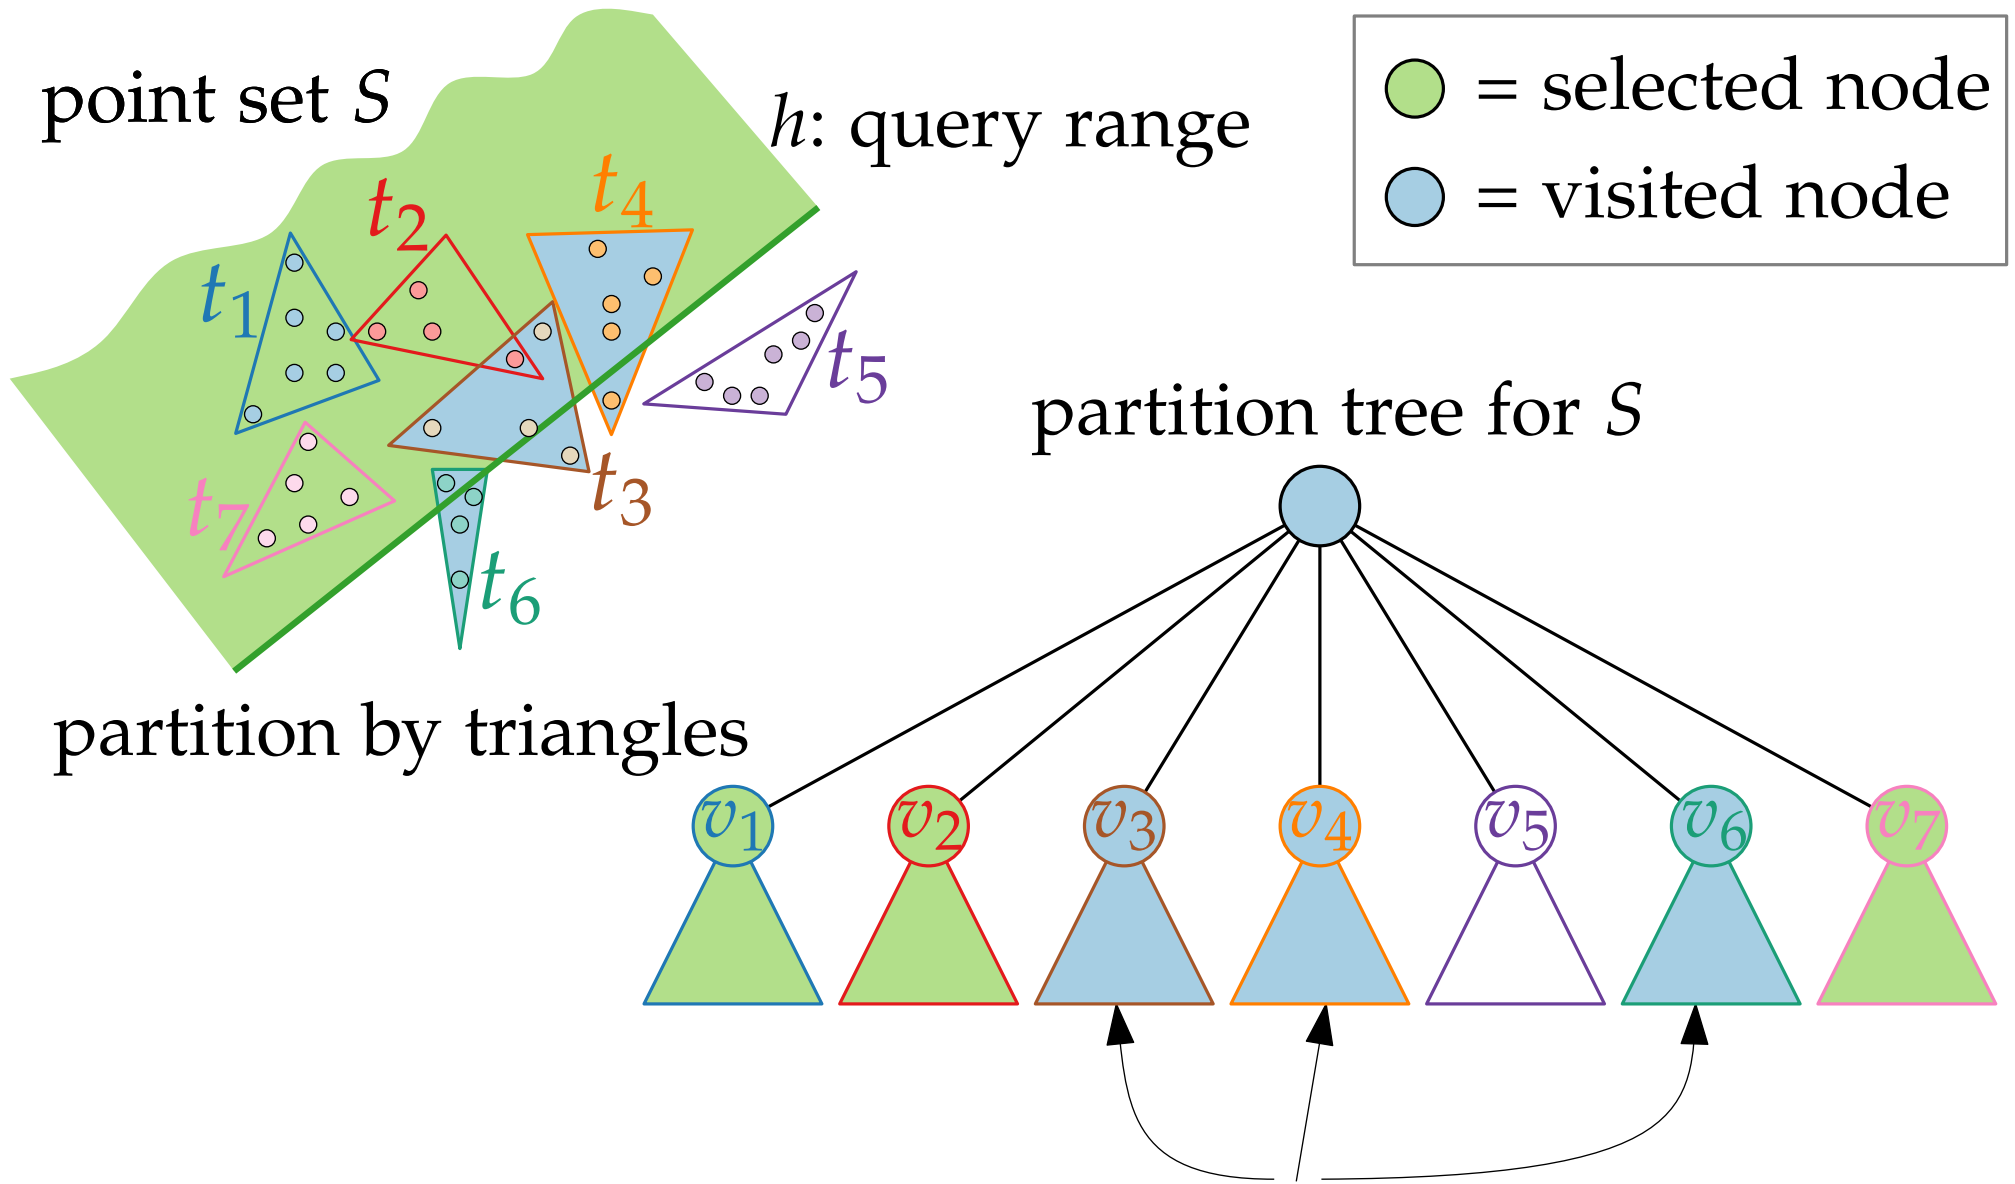 point set S
h: query range
= selected node
= visited node
t2
t4
t1
t5
t7
t3
t6
partition tree for S
partition by triangles
v1 v2 v3 v4 v5 v6 v7